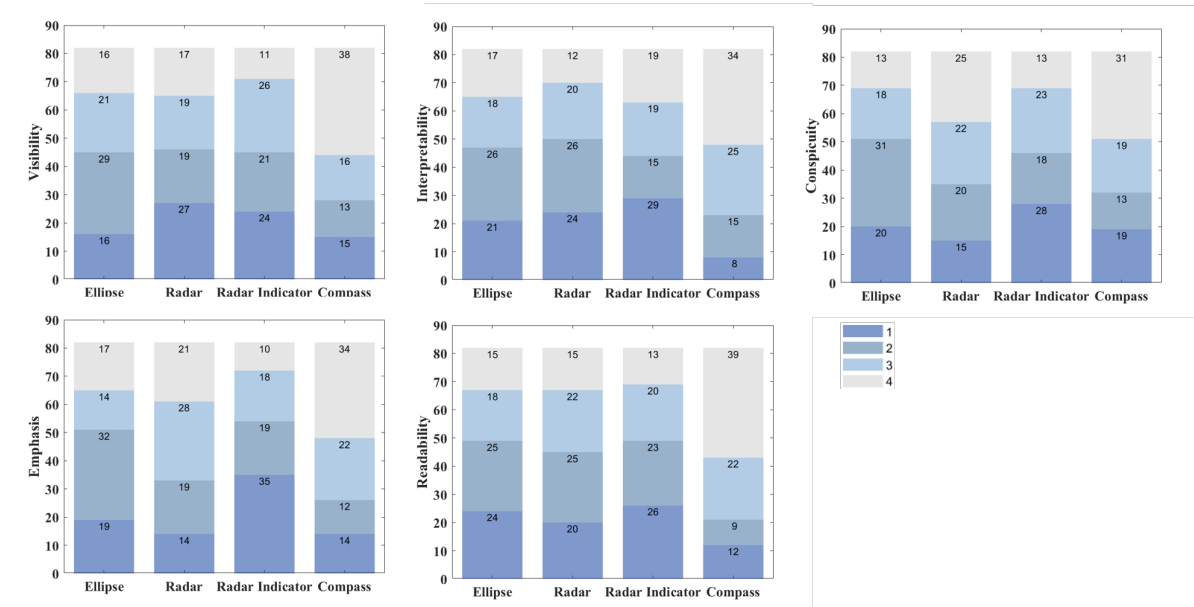 Visibility
90
80
70
60
50
40
30
20
10
0
16 17 11 38
21 19 26 16
29 19 21 13
16 27 24 15
Ellipse Radar Radar Indicator Compass
Interpretability
90
80
70
60
50
40
30
20
10
0
17 12 19 34
18 20 19 25
26 26 15 15
21 24 29 8
Ellipse Radar Radar Indicator Compass
Conspicuity
90
80
70
60
50
40
30
20
10
0
13 25 13 31
18 22 23 19
31 20 18 13
20 15 28 19
Ellipse Radar Radar Indicator Compass
Emphasis
90
80
70
60
50
40
30
20
10
0
17 21 10 34
14 28 18 22
32 19 19 12
19 14 35 14
Ellipse Radar Radar Indicator Compass
Readability
90
80
70
60
50
40
30
20
10
0
15 15 13 39
18 22 20 22
25 25 23 9
24 20 26 12
Ellipse Radar Radar Indicator Compass
1
2
3
4